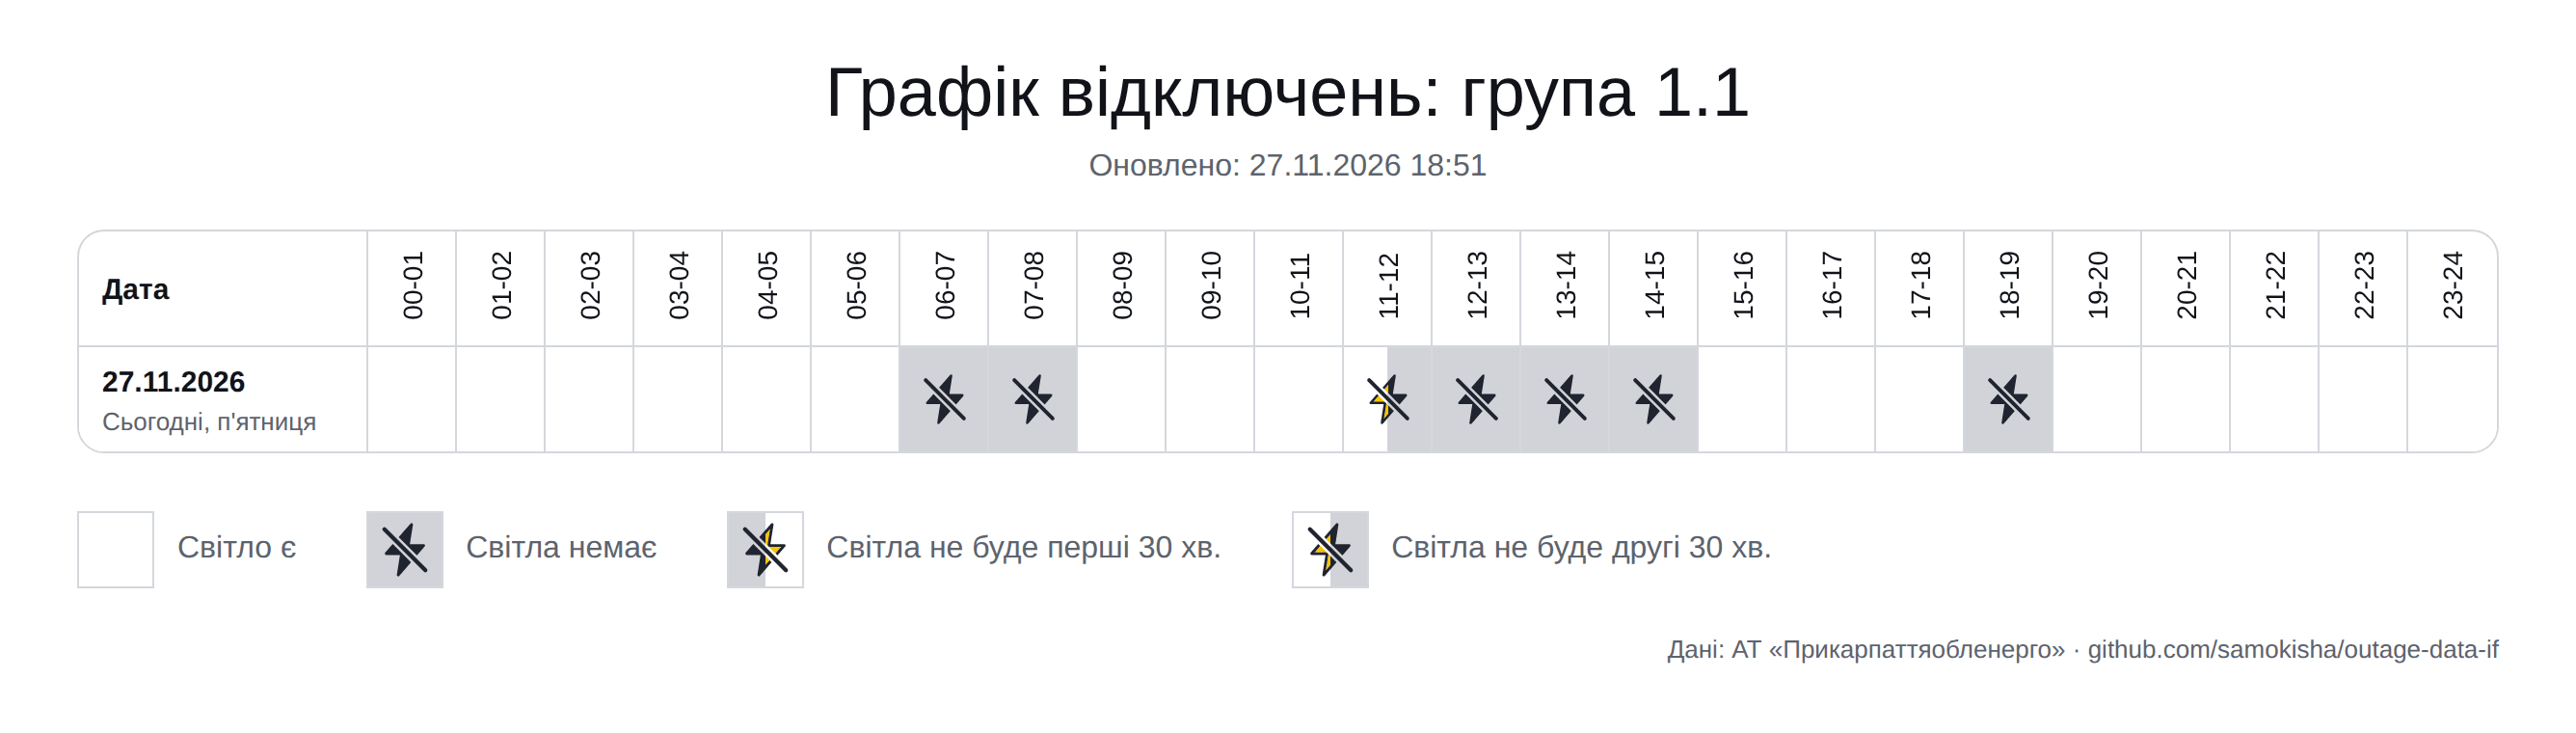 Графік відключень: група 1.1
Оновлено: 27.11.2026 18:51
Дата 00-01 01-02 02-03 03-04 04-05 05-06 06-07 07-08 08-09 09-10 10-11 11-12 12-13 13-14 14-15 15-16 16-17 17-18 18-19 19-20 20-21 21-22 22-23 23-24
27.11.2026
Сьогодні, п'ятниця
Світло є Світла немає Світла не буде перші 30 хв. Світла не буде другі 30 хв.
Дані: АТ «Прикарпаттяобленерго» · github.com/samokisha/outage-data-if